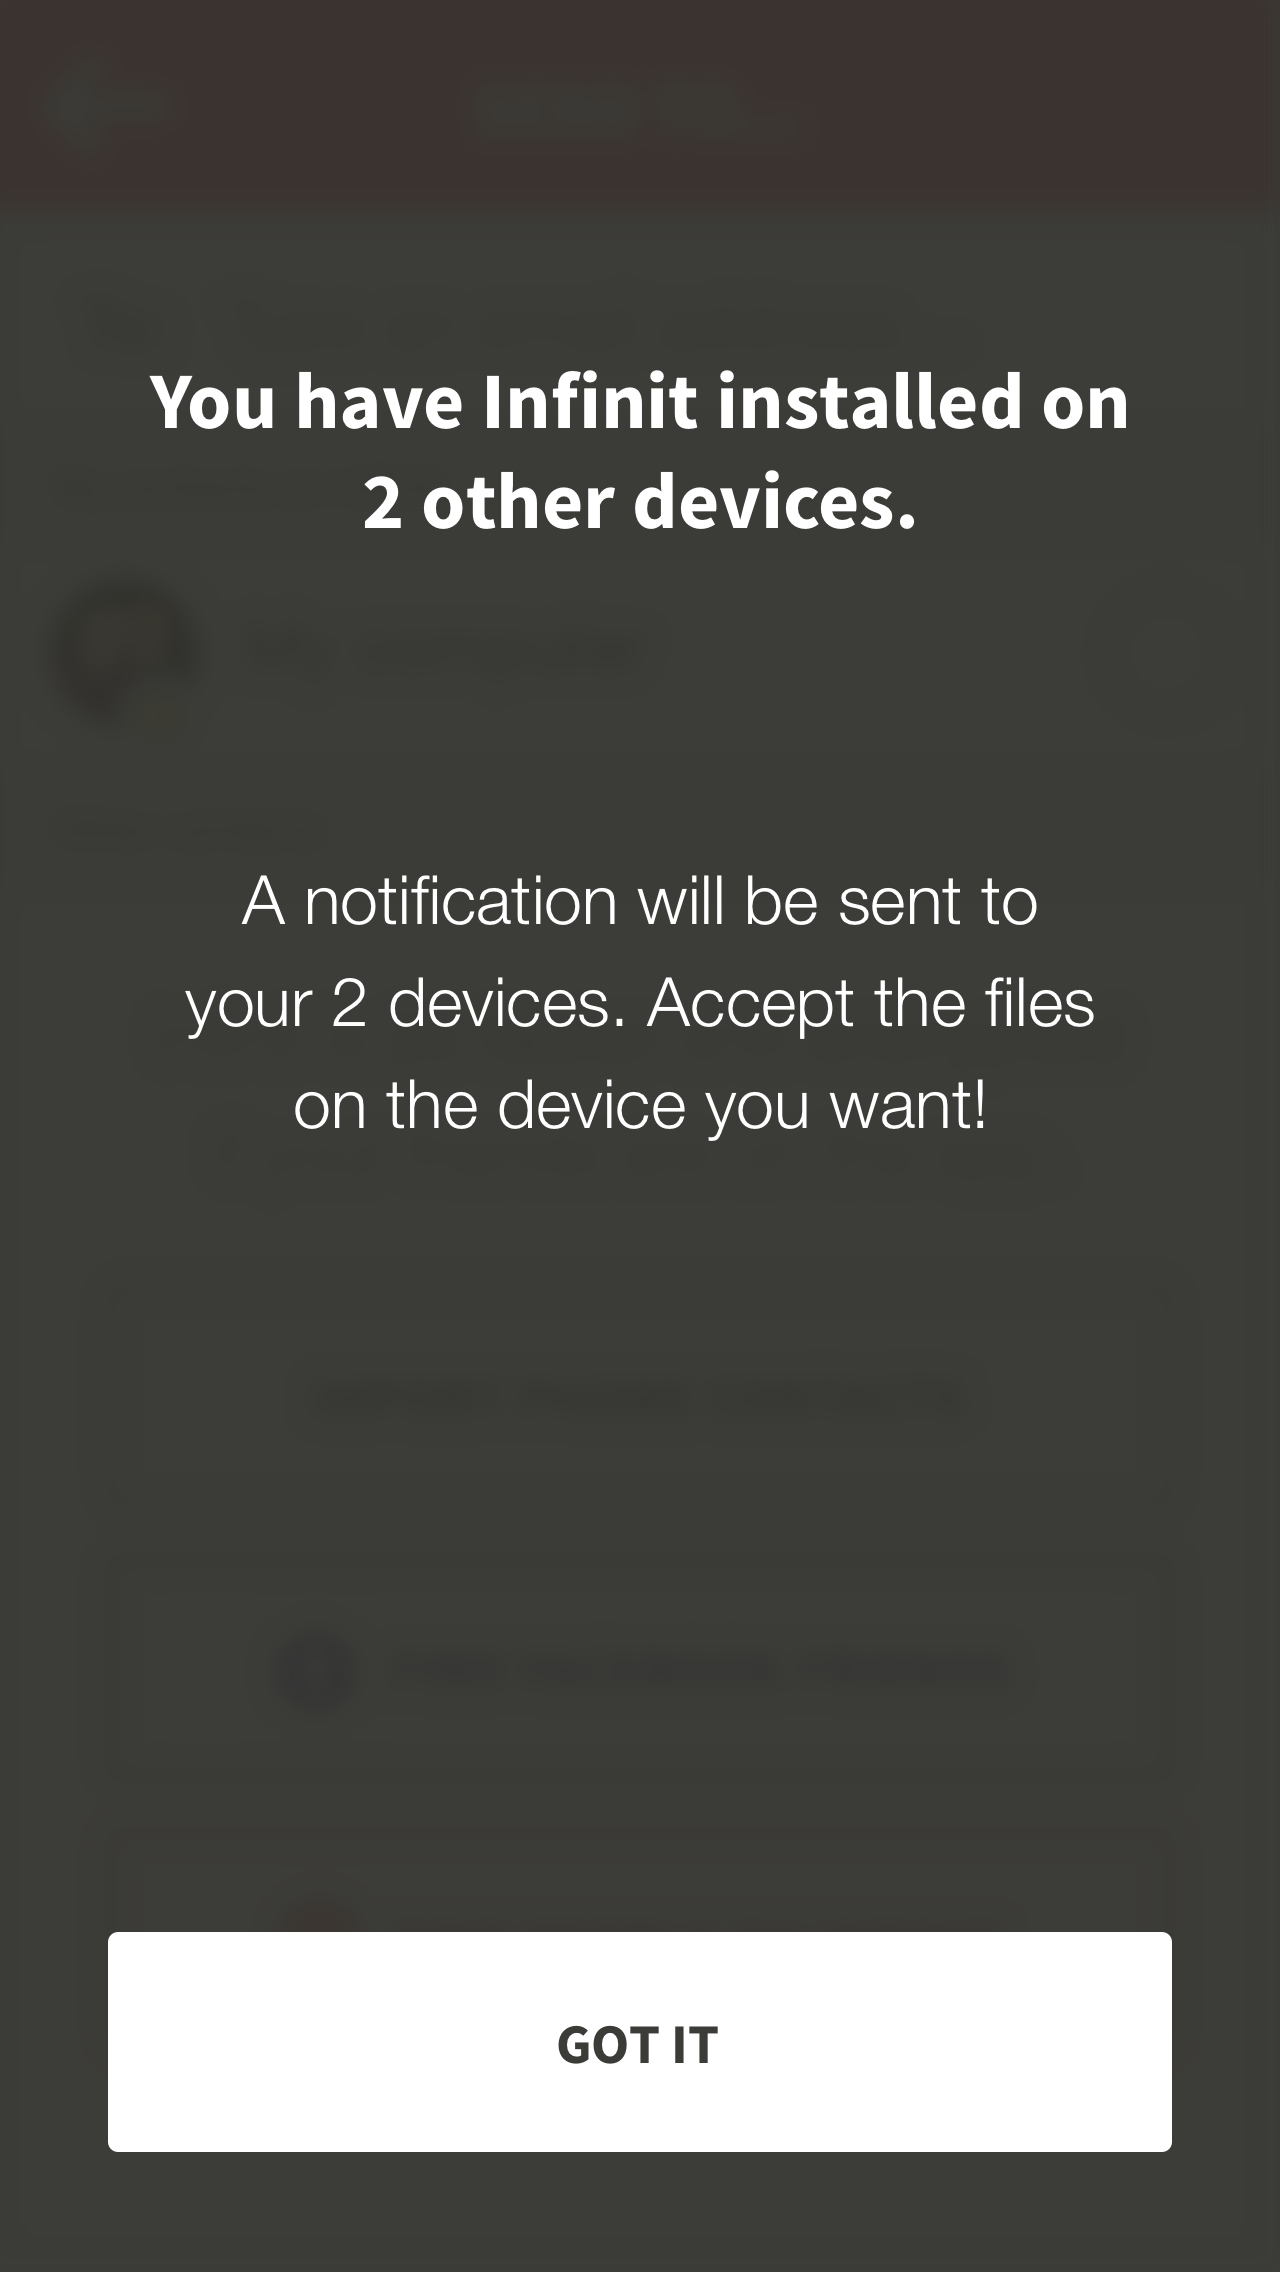 You have Infinit installed on
2 other devices.
A notification will be sent to
your 2 devices. Accept the files
on the device you want!
GOT IT